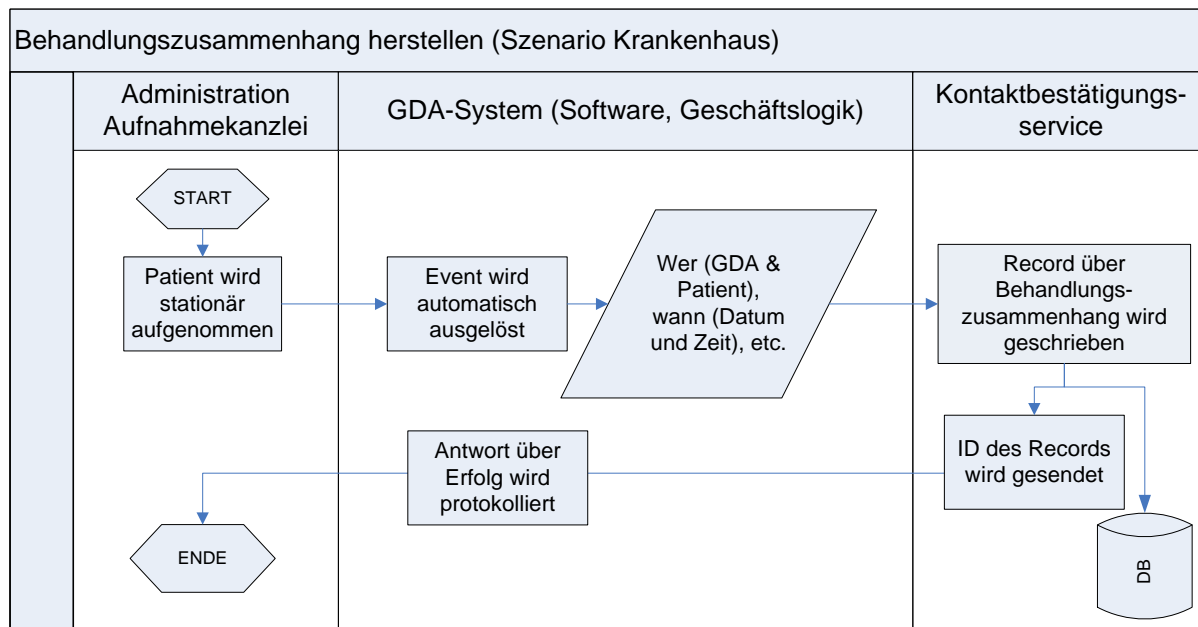 Behandlungszusammenhang herstellen (Szenario Krankenhaus)
Administration
Aufnahmekanzlei
GDA-System (Software, Geschäftslogik)
Kontaktbestätigungs-
service
START
Patient wird
stationär
aufgenommen
Event wird
automatisch
ausgelöst
Wer (GDA &
Patient),
wann (Datum
und Zeit), etc.
Record über
Behandlungs-
zusammenhang wird
geschrieben
ID des Records
wird gesendet
DB
Antwort über
Erfolg wird
protokolliert
ENDE